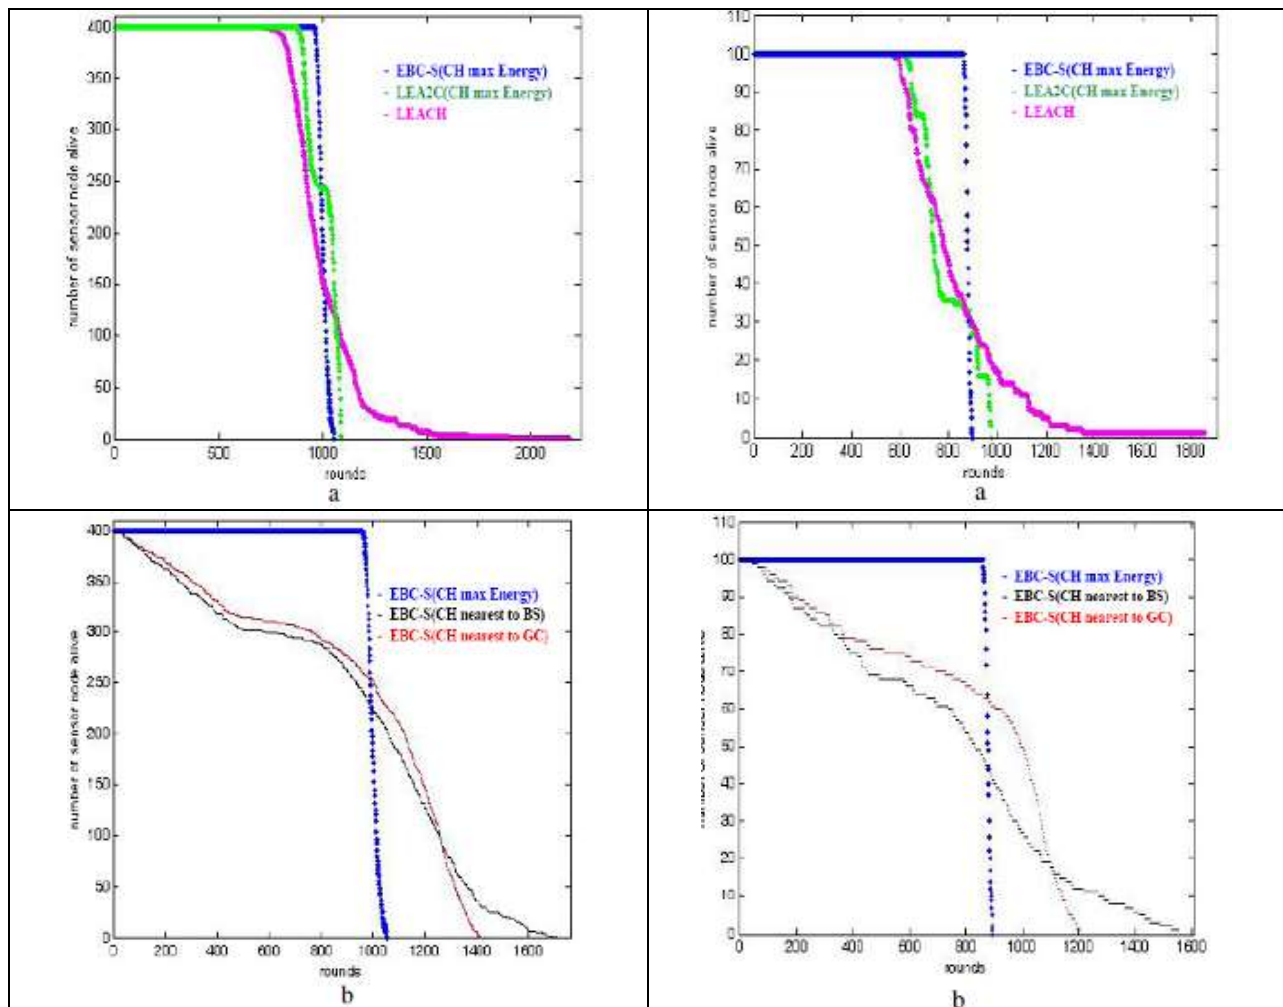 400
350
300
250
200
150
100
50
0
number of sensor node alive
- EBC-S(CH max Energy)
- LEA2C(CH max Energy)
- LEACH
0 500 1000 1500 2000
rounds
a
110
100
90
80
70
60
50
40
30
20
10
0
number of sensor node alive
- EBC-S(CH max Energy)
- LEA2C(CH max Energy)
- LEACH
0 200 400 600 800 1000 1200 1400 1600 1800
rounds
a
400
350
300
250
200
150
100
50
0
number of sensor node alive
- EBC-S(CH max Energy)
- EBC-S(CH nearest to BS)
- EBC-S(CH nearest to GC)
0 200 400 600 800 1000 1200 1400 1600
rounds
b
110
100
90
80
70
60
50
40
30
20
10
0
number of sensor node alive
- EBC-S(CH max Energy)
- EBC-S(CH nearest to BS)
- EBC-S(CH nearest to GC)
0 200 400 600 800 1000 1200 1400 1600
rounds
b